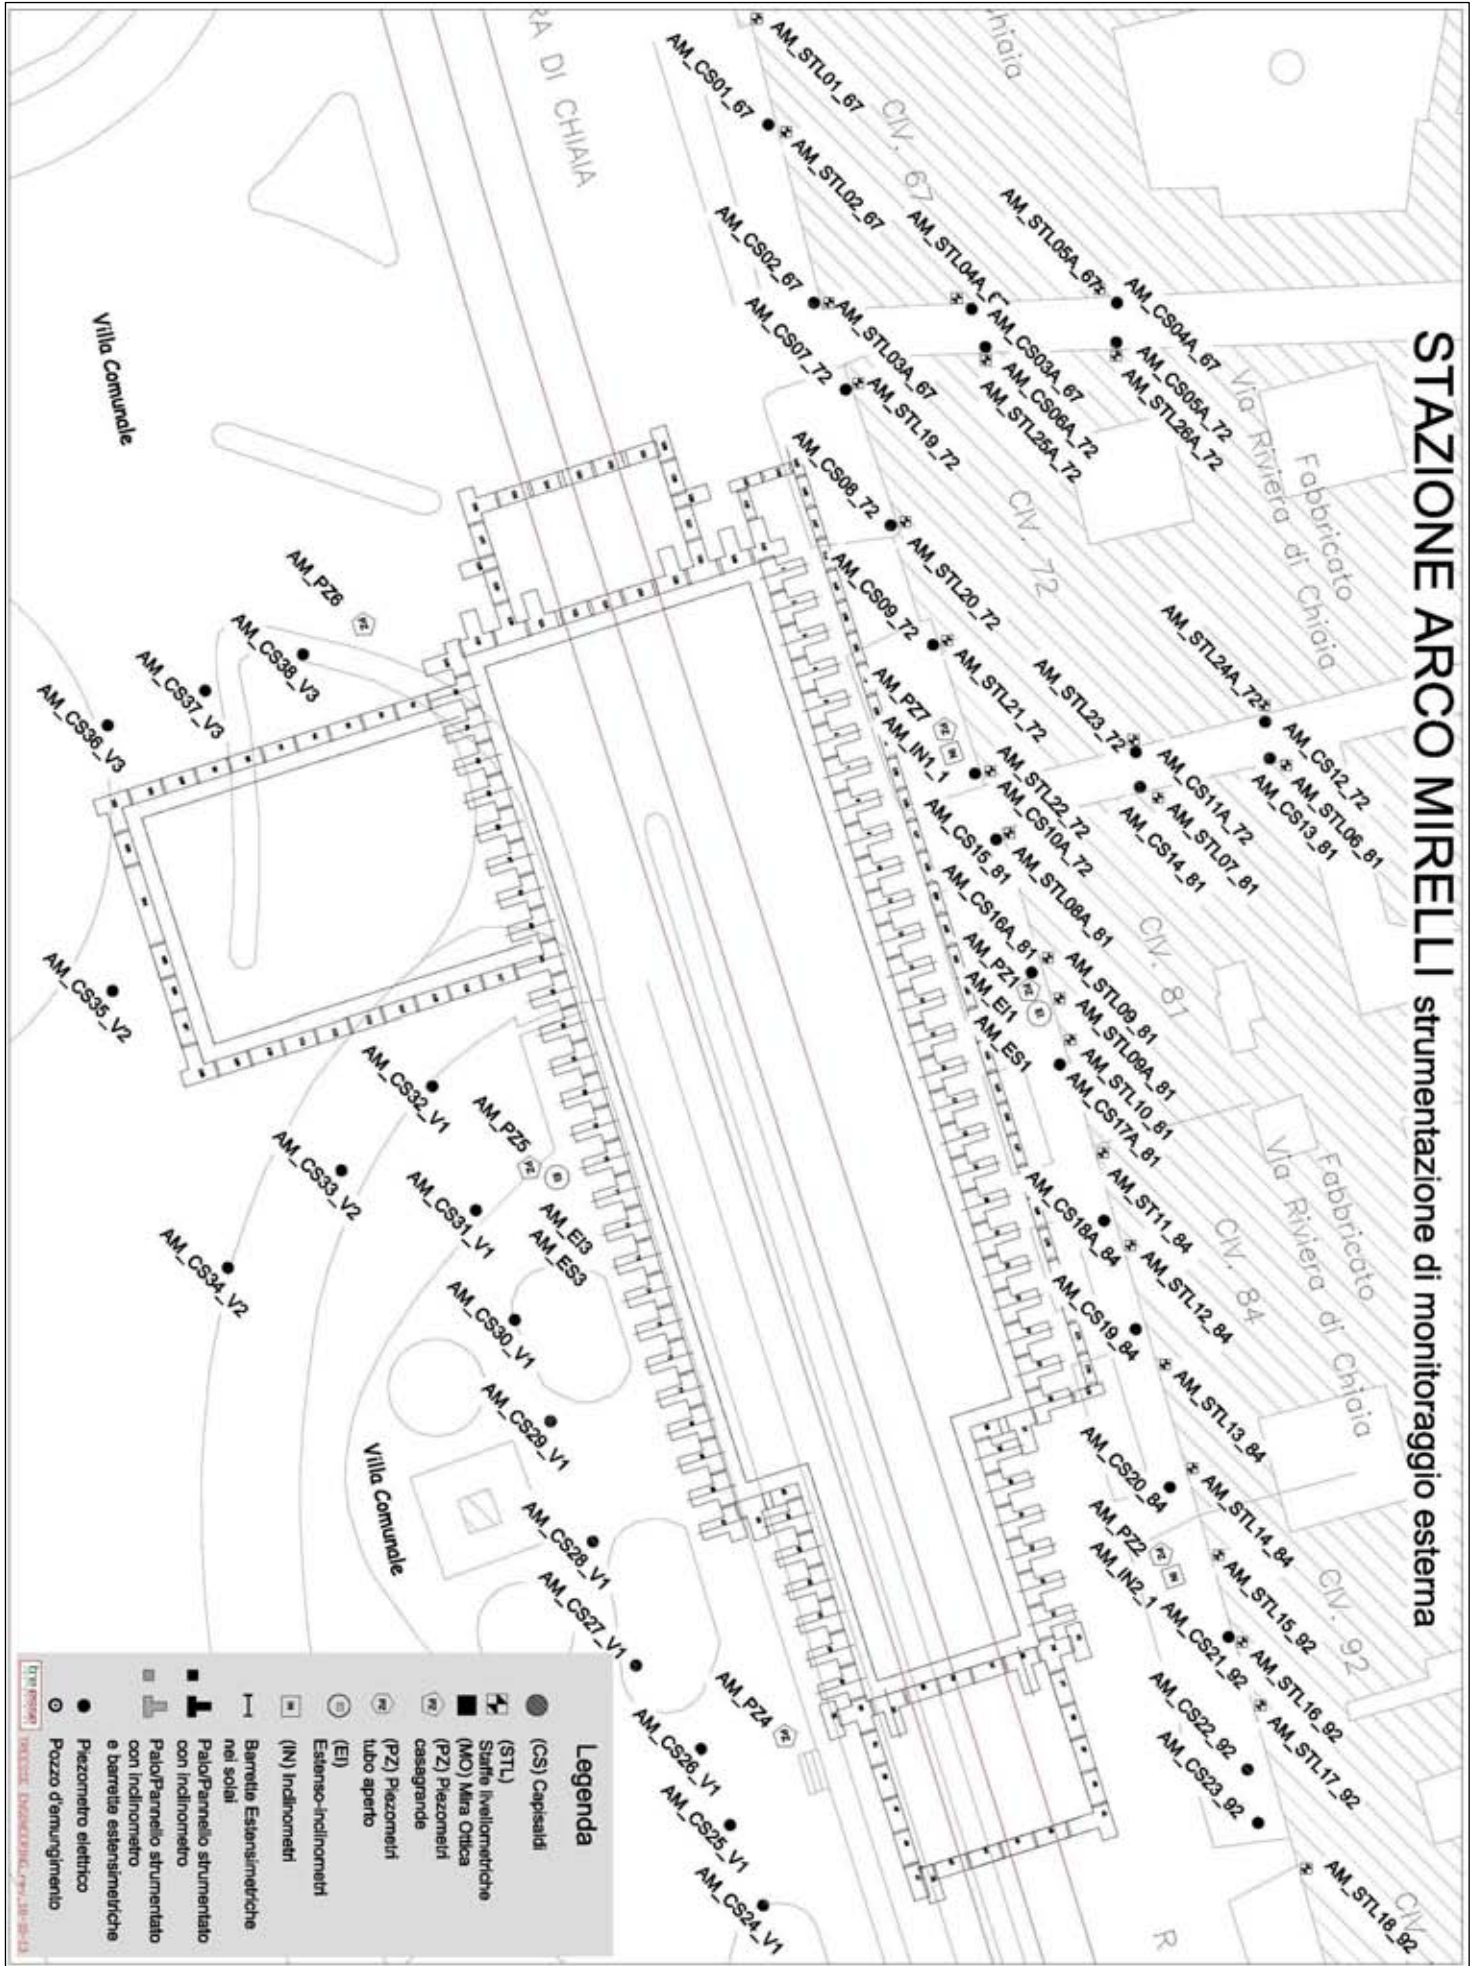 STAZIONE ARCO MIRELLI strumentazione di monitoraggio esterna
hiaia
RA DI CHIAIA
CIV. 67
Via Riviera di Chiaia
Fabbricato
CIV. 72
CIV. 81
Fabbricato
Via Riviera di Chiaia
CIV. 84
CIV. 92
CIV.
R
Villa Comunale
Villa Comunale
AM_STL01_67
AM_CS01_67
AM_STL02_67
AM_CS02_67
AM_STL03A_67
AM_STL04A_
AM_STL05A_67
AM_CS04A_67
AM_CS03A_67
AM_CS05A_72
AM_STL26A_72
AM_CS06A_72
AM_STL25A_72
AM_CS07_72
AM_STL19_72
AM_CS08_72
AM_STL20_72
AM_CS09_72
AM_STL21_72
AM_STL23_72
AM_STL24A_72
AM_CS12_72
AM_STL06_81
AM_CS13_81
AM_CS11A_72
AM_STL07_81
AM_CS14_81
AM_PZ7
AM_IN1_1
AM_STL22_72
AM_CS10A_72
AM_CS15_81
AM_STL08A_81
AM_CS16A_81
AM_STL09_81
AM_PZ1
AM_EI1
AM_ES1
AM_STL09A_81
AM_STL10_81
AM_CS17A_81
AM_ST11_84
AM_CS18A_84
AM_STL12_84
AM_CS19_84
AM_STL13_84
AM_CS20_84
AM_STL14_84
AM_PZ2
AM_IN2_1
AM_STL15_92
AM_CS21_92
AM_STL16_92
AM_STL17_92
AM_CS22_92
AM_CS23_92
AM_STL18_92
AM_PZ6
AM_CS38_V3
AM_CS37_V3
AM_CS36_V3
AM_CS35_V2
AM_CS32_V1
AM_CS33_V2
AM_CS34_V2
AM_PZ5
AM_EI3
AM_ES3
AM_CS31_V1
AM_CS30_V1
AM_CS29_V1
AM_CS28_V1
AM_CS27_V1
AM_PZ4
AM_CS26_V1
AM_CS25_V1
AM_CS24_V1
Legenda
(CS) Capisaldi
(STL)
Staffe livellometriche
(MO) Mira Ottica
(PZ) Piezometri
casagrande
(PZ) Piezometri
tubo aperto
(EI)
Estenso-inclinometri
(IN) Inclinometri
Barrette Estensimetriche
nei solai
Palo/Pannello strumentato
con inclinometro
Palo/Pannello strumentato
con inclinometro
e barrette estensimetriche
Piezometro elettrico
Pozzo d'emungimento